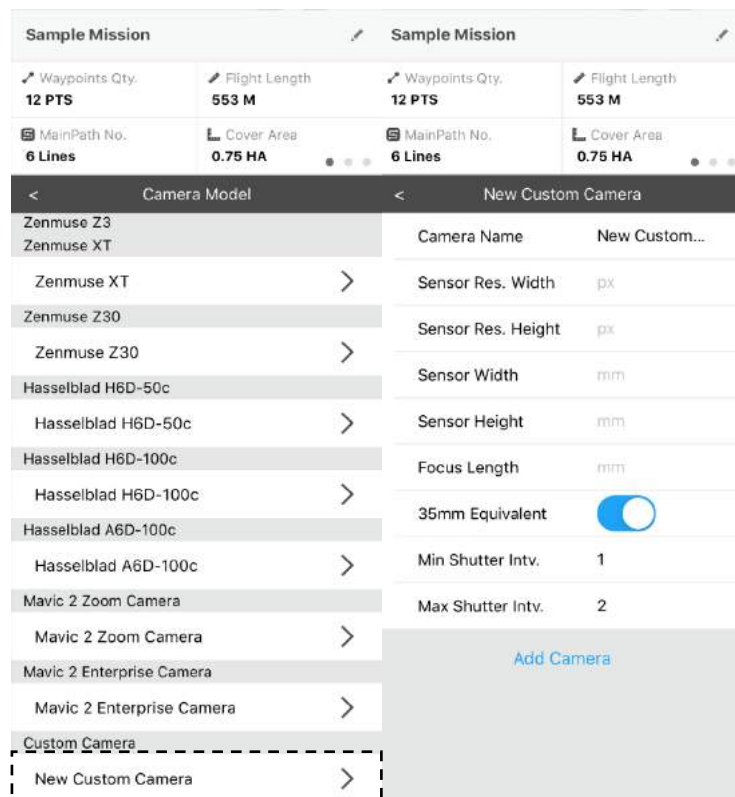 Sample Mission
Waypoints Qty.
Flight Length
12 PTS
553 M
MainPath No.
Cover Area
6 Lines
0.75 HA
< Camera Model
Zenmuse Z3
Zenmuse XT
Zenmuse XT >
Zenmuse Z30
Zenmuse Z30 >
Hasselblad H6D-50c
Hasselblad H6D-50c >
Hasselblad H6D-100c
Hasselblad H6D-100c >
Hasselblad A6D-100c
Hasselblad A6D-100c >
Mavic 2 Zoom Camera
Mavic 2 Zoom Camera >
Mavic 2 Enterprise Camera
Mavic 2 Enterprise Camera >
Custom Camera
New Custom Camera >
Sample Mission
Waypoints Qty.
Flight Length
12 PTS
553 M
MainPath No.
Cover Area
6 Lines
0.75 HA
< New Custom Camera
Camera Name New Custom...
Sensor Res. Width px
Sensor Res. Height px
Sensor Width mm
Sensor Height mm
Focus Length mm
35mm Equivalent
Min Shutter Intv. 1
Max Shutter Intv. 2
Add Camera